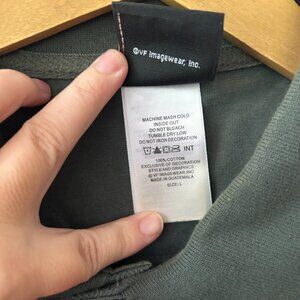 ©VF Imagewear, Inc.
MACHINE WASH COLD
INSIDE OUT
DO NOT BLEACH
TUMBLE DRY LOW
DO NOT IRON DECORATION
INT
100% COTTON
EXCLUSIVE OF DECORATION
STYLE AND GRAPHICS
© VF IMAGEWEAR,INC
MADE IN GUATEMALA
SIZE: L